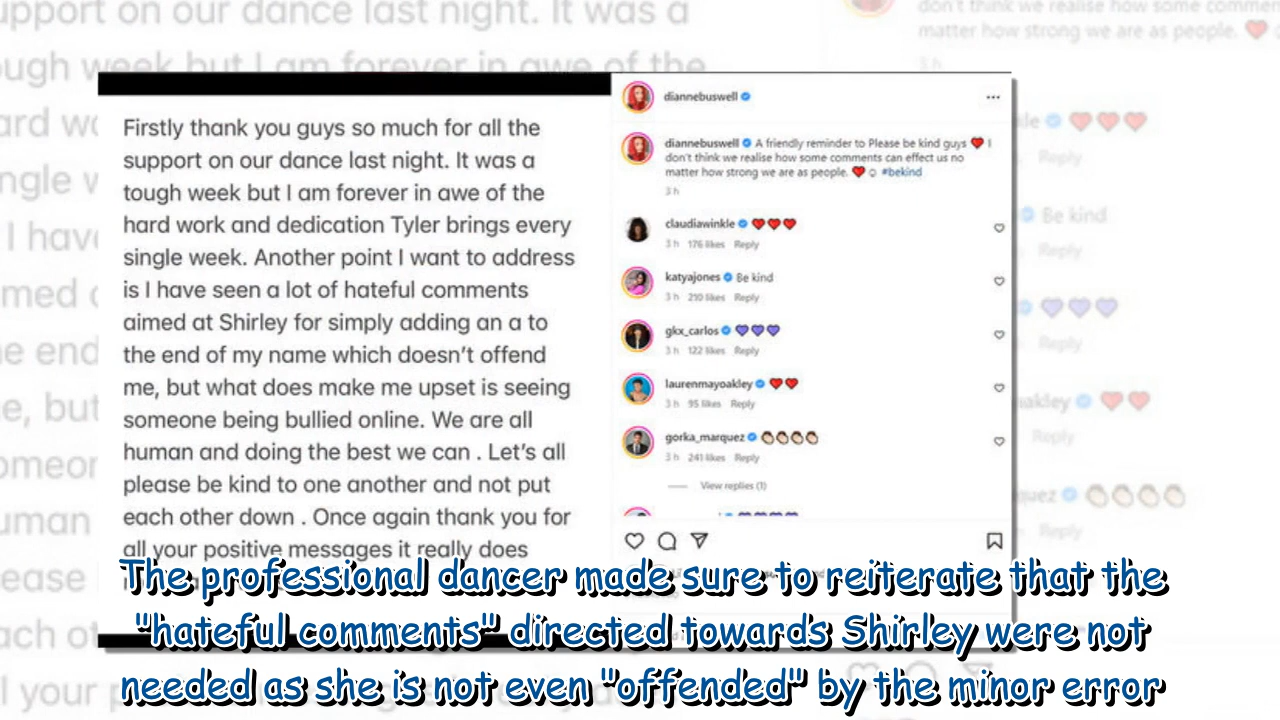 Firstly thank you guys so much for all the
support on our dance last night. It was a
tough week but I am forever in awe of the
hard work and dedication Tyler brings every
single week. Another point I want to address
is I have seen a lot of hateful comments
aimed at Shirley for simply adding an a to
the end of my name which doesn't offend
me, but what does make me upset is seeing
someone being bullied online. We are all
human and doing the best we can . Let's all
please be kind to one another and not put
each other down . Once again thank you for
all your positive messages it really does
diannebuswell
diannebuswell A friendly reminder to Please be kind guys ❤️ I
don't think we realise how some comments can effect us no
matter how strong we are as people. ❤️☺ #bekind
3 h
claudiawinkle ❤️❤️❤️
3 h 176 likes Reply
katyajones Be kind
3 h 210 likes Reply
gkx_carlos 💜💜💜
3 h 122 likes Reply
laurenmayoakley ❤️❤️
3 h 95 likes Reply
gorka_marquez 👏🏻👏🏻👏🏻👏🏻
3 h 241 likes Reply
View replies (1)
The professional dancer made sure to reiterate that the
"hateful comments" directed towards Shirley were not
needed as she is not even "offended" by the minor error